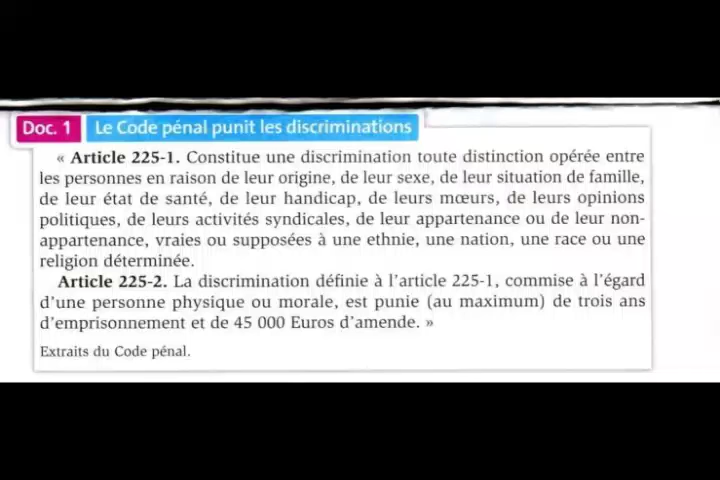 Doc. 1 Le Code pénal punit les discriminations
« Article 225-1. Constitue une discrimination toute distinction opérée entre
les personnes en raison de leur origine, de leur sexe, de leur situation de famille,
de leur état de santé, de leur handicap, de leurs mœurs, de leurs opinions
politiques, de leurs activités syndicales, de leur appartenance ou de leur non-
appartenance, vraies ou supposées à une ethnie, une nation, une race ou une
religion déterminée.
Article 225-2. La discrimination définie à l'article 225-1, commise à l'égard
d'une personne physique ou morale, est punie (au maximum) de trois ans
d'emprisonnement et de 45 000 Euros d'amende. »
Extraits du Code pénal.